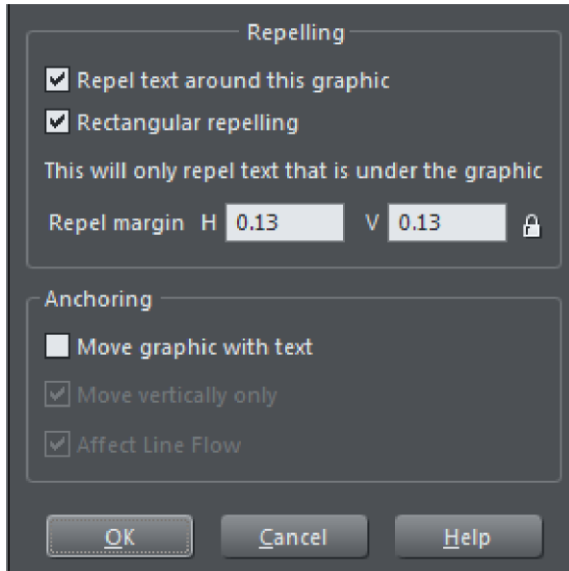 Repelling
Repel text around this graphic
Rectangular repelling
This will only repel text that is under the graphic
Repel margin H 0.13 V 0.13
Anchoring
Move graphic with text
Move vertically only
Affect Line Flow
OK Cancel Help